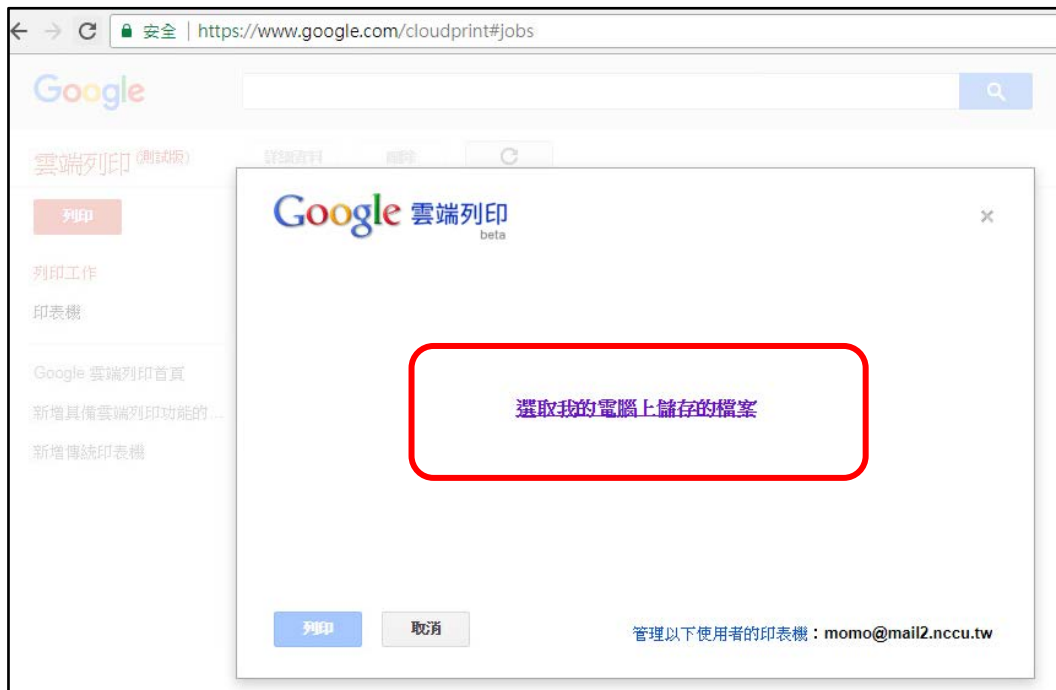 安全 | https://www.google.com/cloudprint#jobs
Google
雲端列印 (測試版)
詳細資料 刪除
列印
列印工作
印表機
Google 雲端列印首頁
新增具備雲端列印功能的...
新增傳統印表機
Google 雲端列印
beta
×
選取我的電腦上儲存的檔案
列印 取消
管理以下使用者的印表機：momo@mail2.nccu.tw